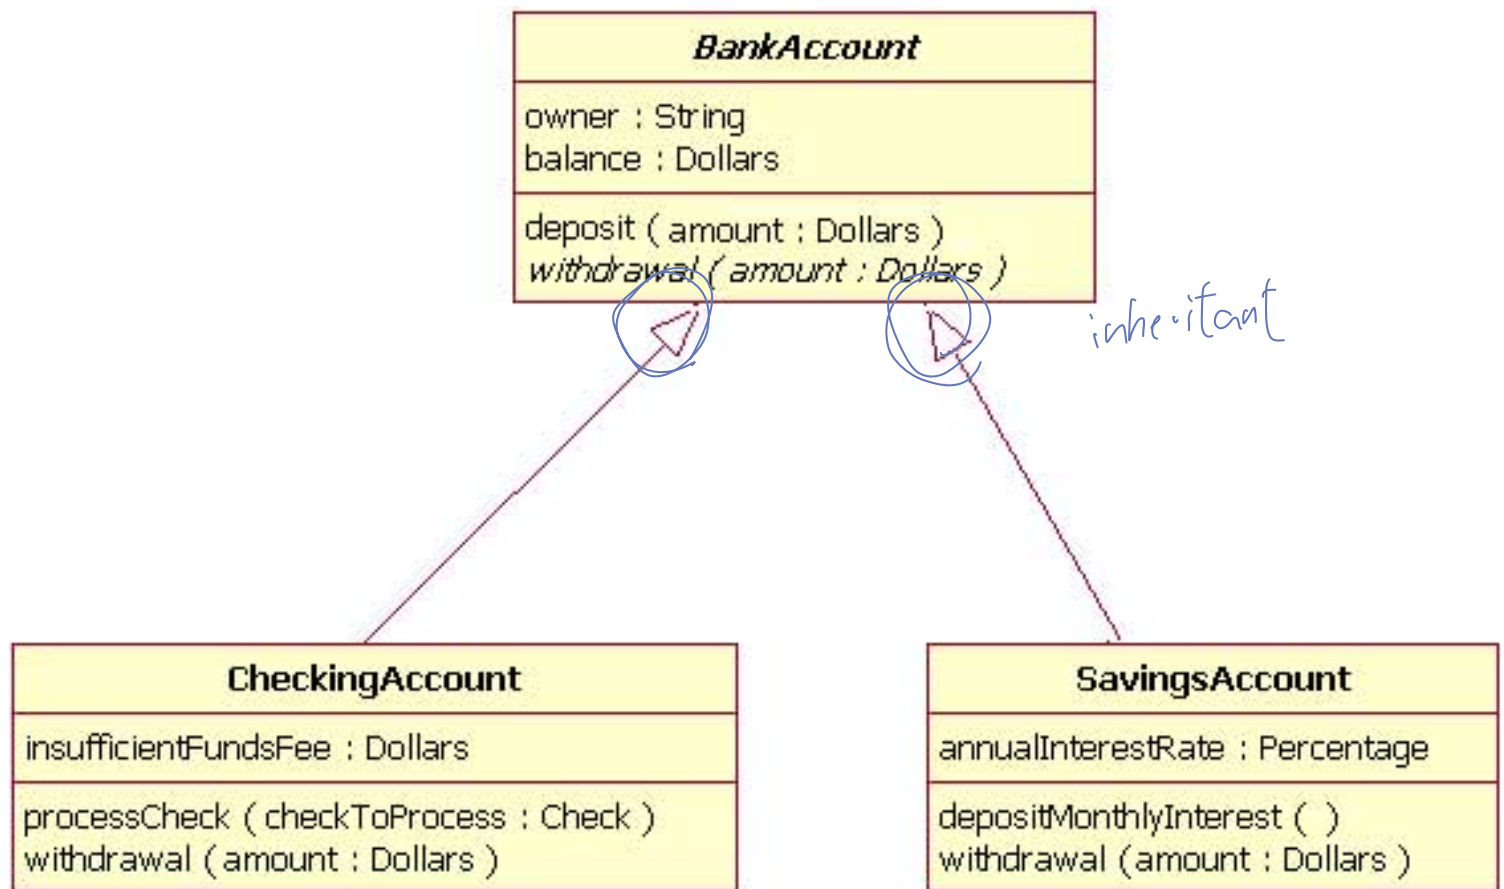 BankAccount
owner : String
balance : Dollars
deposit ( amount : Dollars )
withdrawal ( amount : Dollars )
inheritant
CheckingAccount
insufficientFundsFee : Dollars
processCheck ( checkToProcess : Check )
withdrawal ( amount : Dollars )
SavingsAccount
annualInterestRate : Percentage
depositMonthlyInterest ( )
withdrawal ( amount : Dollars )